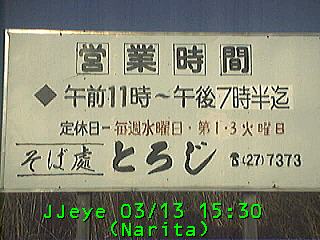 営業時間
◆午前11時〜午後7時半迄
定休日ー毎週水曜日・第1・3火曜日
そば處 とろじ ☎(27)7373
JJeye 03/13 15:30
(Narita)